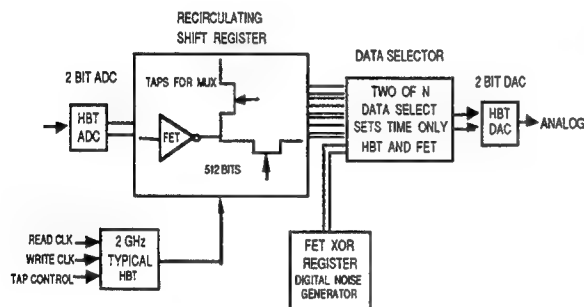 RECIRCULATING
SHIFT REGISTER
DATA SELECTOR
2 BIT ADC
TAPS FOR MUX
TWO OF N
DATA SELECT
SETS TIME ONLY
HBT AND FET
2 BIT DAC
HBT
ADC
FET
512 BITS
HBT
DAC
ANALOG
READ CLK
WRITE CLK
TAP CONTROL
2 GHz
TYPICAL
HBT
FET XOR
REGISTER
DIGITAL NOISE
GENERATOR